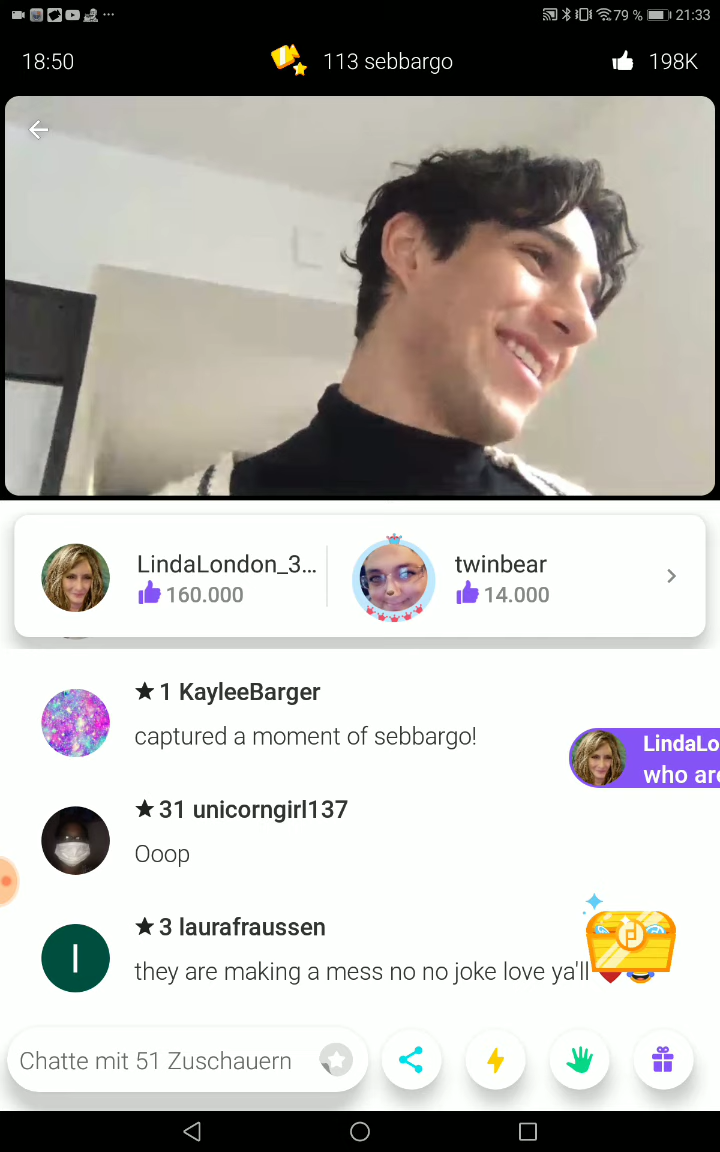 79 % 21:33
18:50 113 sebbargo 198K
LindaLondon_3... twinbear
160.000 14.000
★ 1 KayleeBarger
captured a moment of sebbargo!
LindaLo
who are
★ 31 unicorngirl137
Ooop
★ 3 laurafraussen
they are making a mess no no joke love ya'll
l
Chatte mit 51 Zuschauern